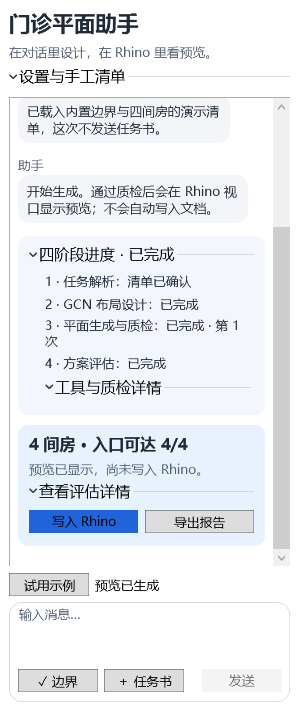 门诊平面助手
在对话里设计，在 Rhino 里看预览。
设置与手工清单
已载入内置边界与四间房的演示清
单，这次不发送任务书。
助手
开始生成。通过质检后会在 Rhino 视
口显示预览；不会自动写入文档。
四阶段进度 · 已完成
1 · 任务解析：清单已确认
2 · GCN 布局设计：已完成
3 · 平面生成与质检：已完成 · 第 1
次
4 · 方案评估：已完成
工具与质检详情
4 间房 · 入口可达 4/4
预览已显示，尚未写入 Rhino。
查看评估详情
写入 Rhino 导出报告
试用示例 预览已生成
输入消息...
✓ 边界 + 任务书 发送